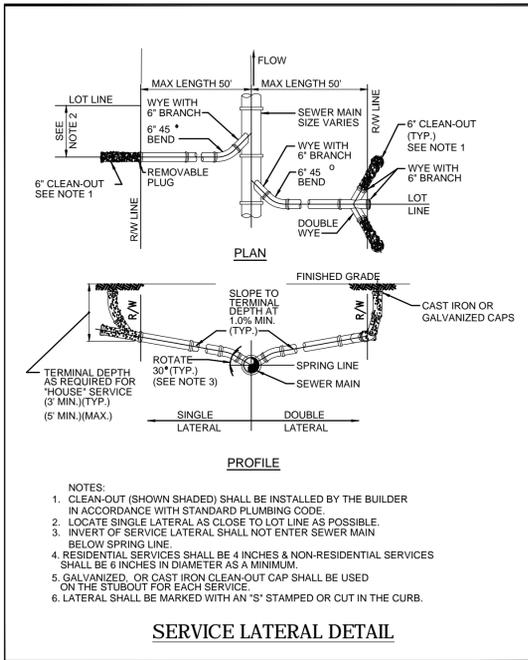 FLOW
MAX LENGTH 50' MAX LENGTH 50'
LOT LINE
SEE
NOTE 2
WYE WITH
6" BRANCH
6" 45°
BEND
SEWER MAIN
SIZE VARIES
R/W LINE
6" CLEAN-OUT
(TYP.)
SEE NOTE 1
WYE WITH
6" BRANCH
6" 45°
BEND
WYE WITH
6" BRANCH
6" CLEAN-OUT
SEE NOTE 1
REMOVABLE
PLUG
R/W LINE
LOT
LINE
DOUBLE
WYE
PLAN
FINISHED GRADE
R/W
SLOPE TO
TERMINAL
DEPTH AT
1.0% MIN.
(TYP.)
R/W
CAST IRON OR
GALVANIZED CAPS
ROTATE
30°(TYP.)
(SEE NOTE 3)
SPRING LINE
SEWER MAIN
TERMINAL DEPTH
AS REQUIRED FOR
"HOUSE" SERVICE
(3' MIN.)(TYP.)
(5' MIN.)(MAX.)
SINGLE DOUBLE
LATERAL LATERAL
PROFILE
NOTES:
1. CLEAN-OUT (SHOWN SHADED) SHALL BE INSTALLED BY THE BUILDER
IN ACCORDANCE WITH STANDARD PLUMBING CODE.
2. LOCATE SINGLE LATERAL AS CLOSE TO LOT LINE AS POSSIBLE.
3. INVERT OF SERVICE LATERAL SHALL NOT ENTER SEWER MAIN
BELOW SPRING LINE.
4. RESIDENTIAL SERVICES SHALL BE 4 INCHES & NON-RESIDENTIAL SERVICES
SHALL BE 6 INCHES IN DIAMETER AS A MINIMUM.
5. GALVANIZED, OR CAST IRON CLEAN-OUT CAP SHALL BE USED
ON THE STUBOUT FOR EACH SERVICE.
6. LATERAL SHALL BE MARKED WITH AN "S" STAMPED OR CUT IN THE CURB.
SERVICE LATERAL DETAIL